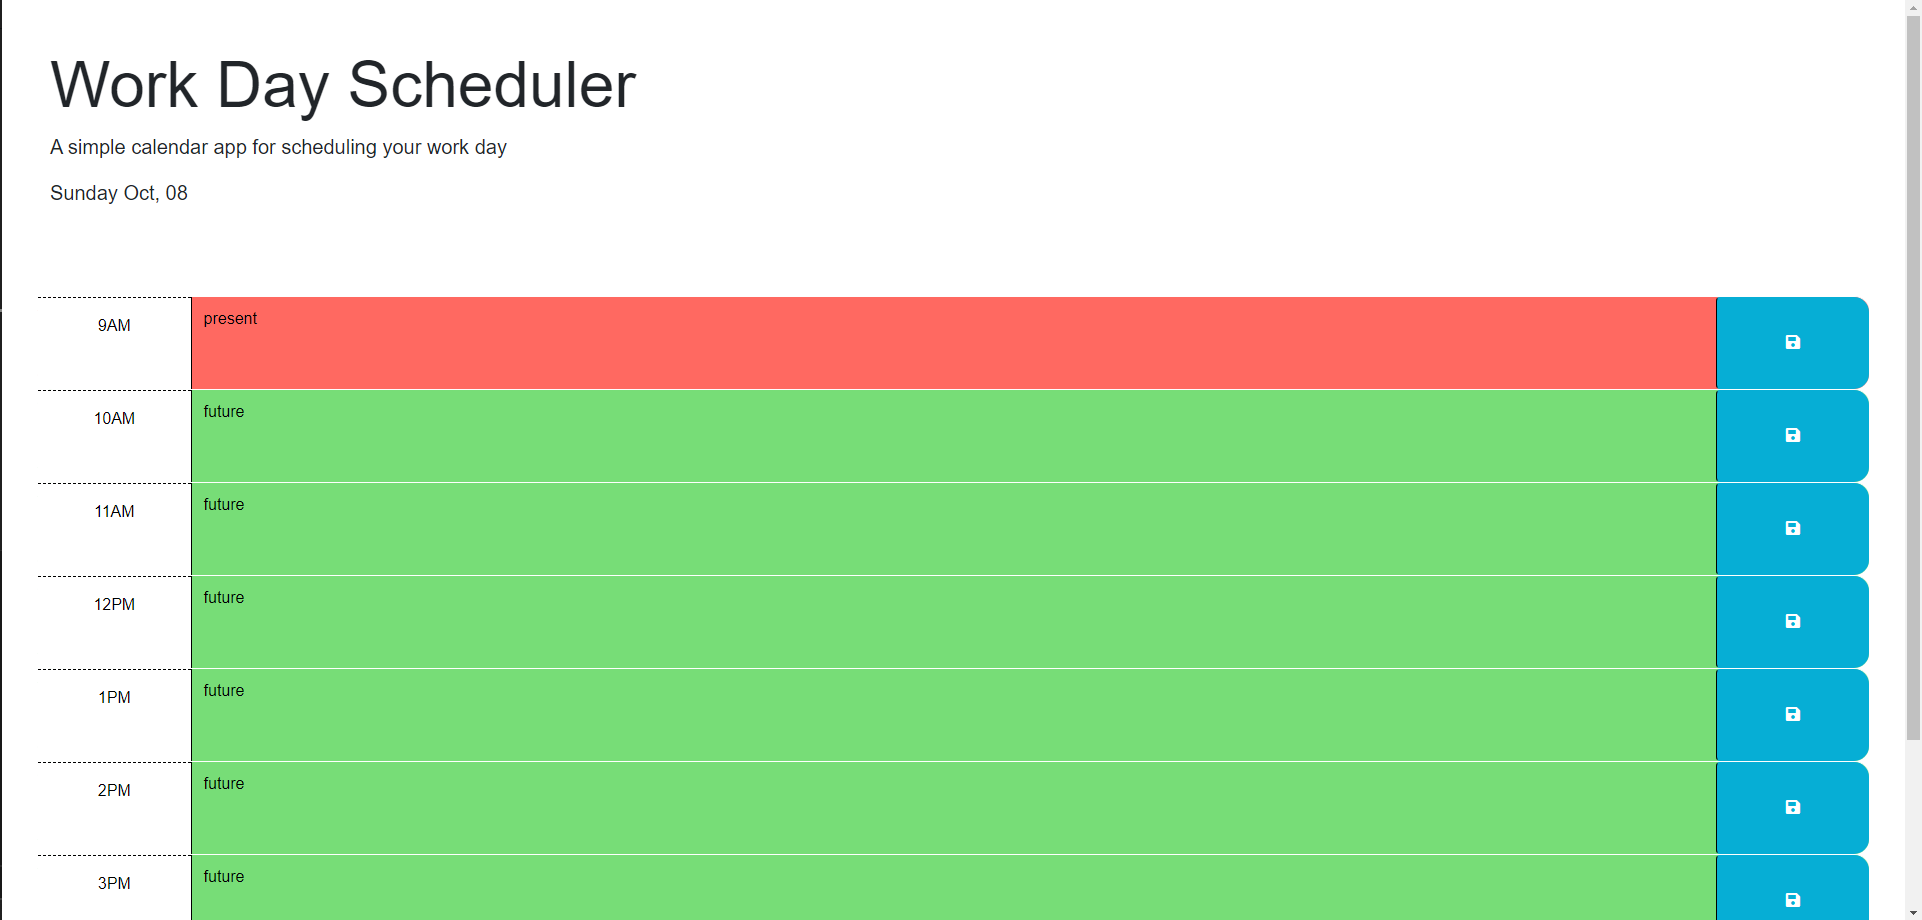 Work Day Scheduler
A simple calendar app for scheduling your work day
Sunday Oct, 08
9AM
present
10AM
future
11AM
future
12PM
future
1PM
future
2PM
future
3PM
future